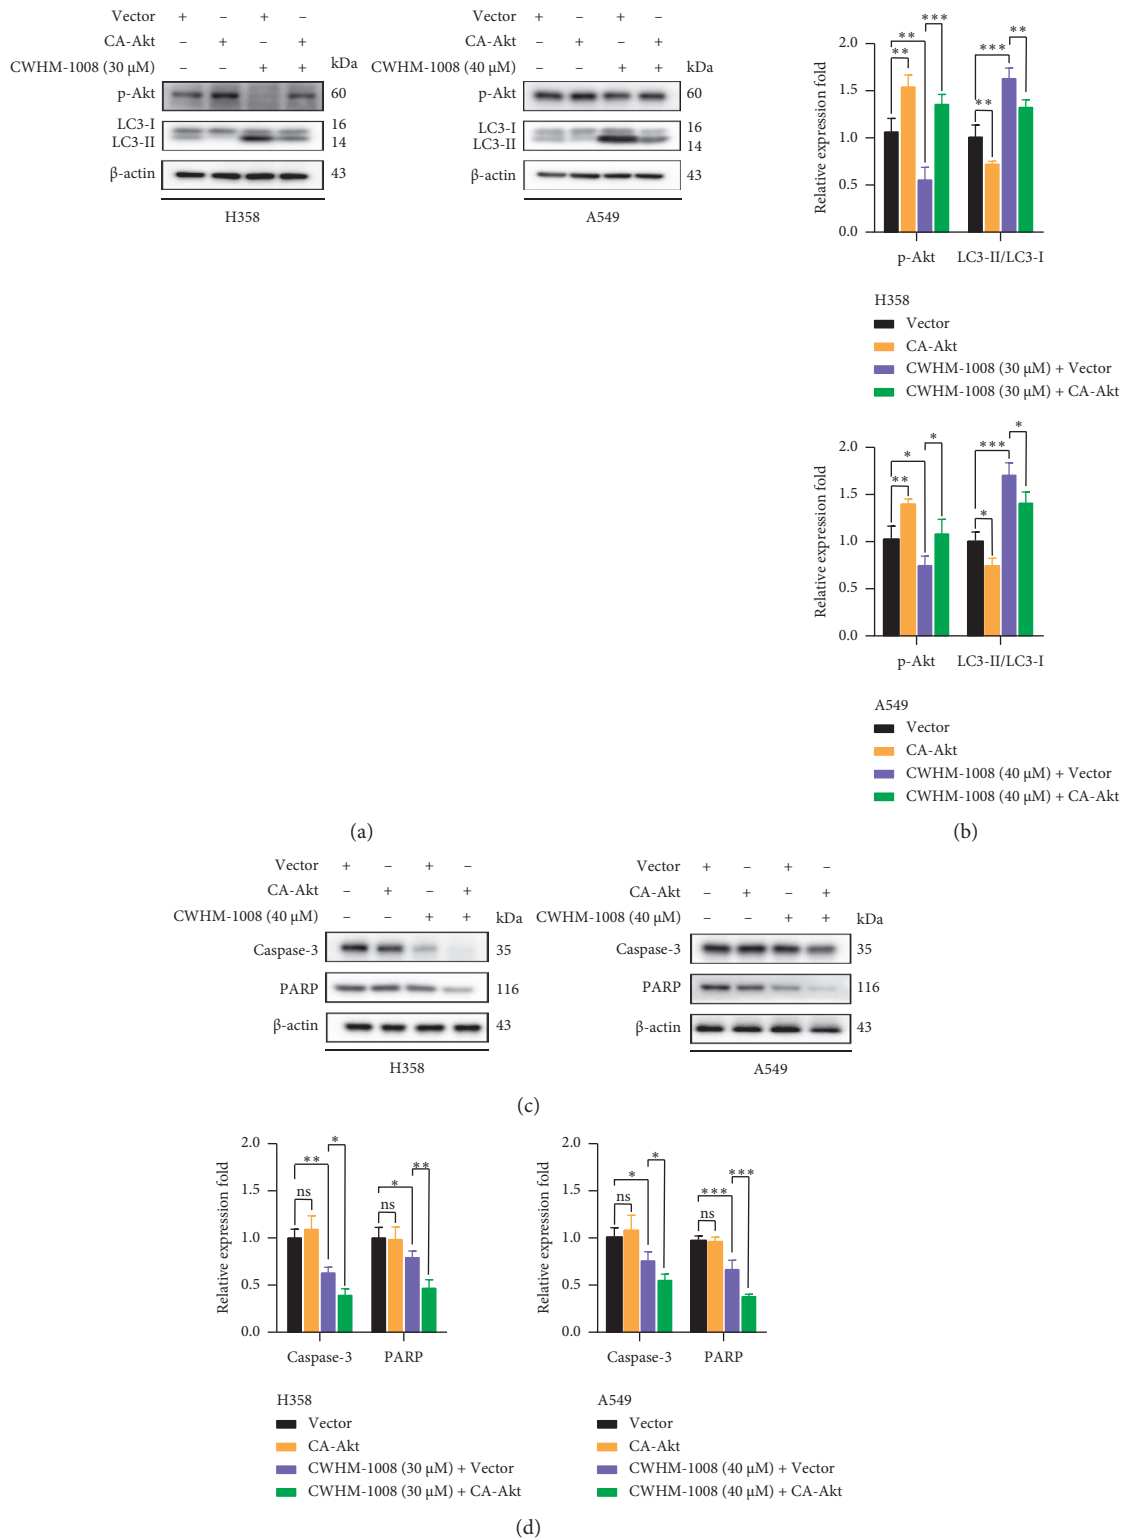 Vector + – + –
CA-Akt – + – +
CWHM-1008 (30 μM) – – + + kDa
p-Akt 60
LC3-I 16
LC3-II 14
β-actin 43
H358
Vector + – + –
CA-Akt – + – +
CWHM-1008 (40 μM) – – + + kDa
p-Akt 60
LC3-I 16
LC3-II 14
β-actin 43
A549
(a)
Relative expression fold
2.0
1.5
1.0
0.5
0.0
** ** *** *** ** **
p-Akt LC3-II/LC3-I
H358
Vector
CA-Akt
CWHM-1008 (30 μM) + Vector
CWHM-1008 (30 μM) + CA-Akt
Relative expression fold
2.0
1.5
1.0
0.5
0.0
* ** * *** * *
p-Akt LC3-II/LC3-I
A549
Vector
CA-Akt
CWHM-1008 (40 μM) + Vector
CWHM-1008 (40 μM) + CA-Akt
(b)
Vector + – + –
CA-Akt – + – +
CWHM-1008 (40 μM) – – + + kDa
Caspase-3 35
PARP 116
β-actin 43
H358
Vector + – + –
CA-Akt – + – +
CWHM-1008 (40 μM) – – + + kDa
Caspase-3 35
PARP 116
β-actin 43
A549
(c)
Relative expression fold
2.0
1.5
1.0
0.5
0.0
ns ** * ns * **
Caspase-3 PARP
H358
Vector
CA-Akt
CWHM-1008 (30 μM) + Vector
CWHM-1008 (30 μM) + CA-Akt
Relative expression fold
2.0
1.5
1.0
0.5
0.0
ns * * ns *** ***
Caspase-3 PARP
A549
Vector
CA-Akt
CWHM-1008 (40 μM) + Vector
CWHM-1008 (40 μM) + CA-Akt
(d)